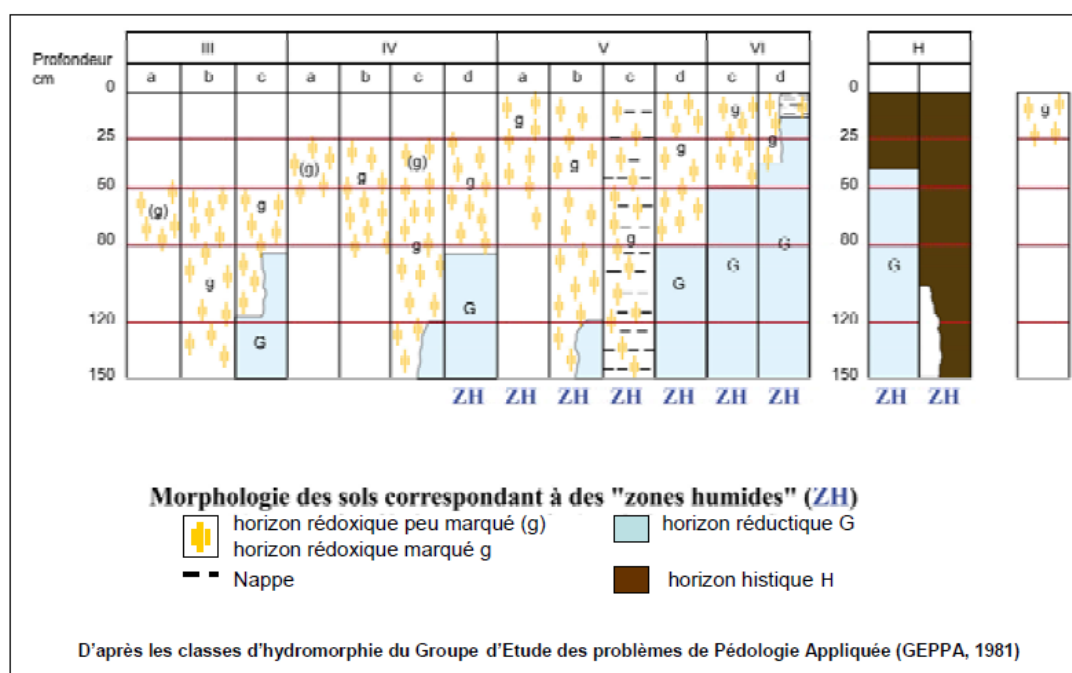 III IV V VI H
Profondeur
cm
a b c a b c d a b c d c d
0 0
g g g
25 g g 25
(g) (g) g g
50 g g 50
(g) g g
80 g g G 80
g G G G
120 G 120
150 150
ZH ZH ZH ZH ZH ZH ZH ZH ZH
Morphologie des sols correspondant à des "zones humides" (ZH)
horizon rédoxique peu marqué (g) horizon réductique G
horizon rédoxique marqué g
Nappe horizon histique H
D'après les classes d'hydromorphie du Groupe d'Etude des problèmes de Pédologie Appliquée (GEPPA, 1981)